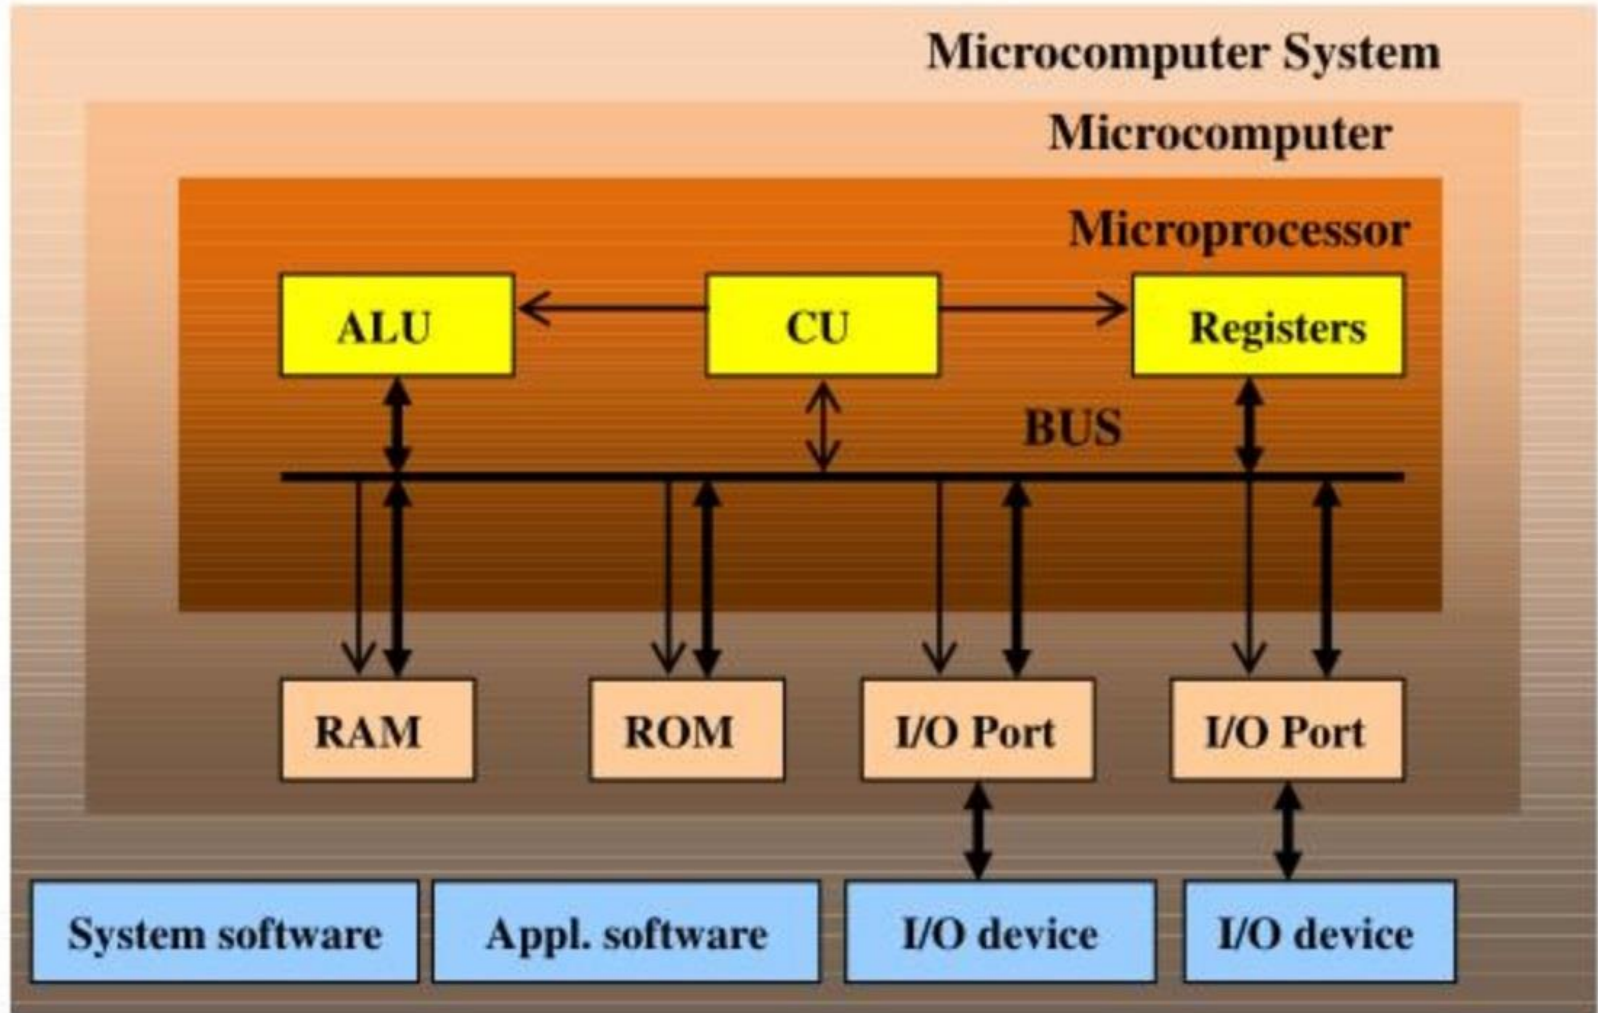 Microcomputer System
Microcomputer
Microprocessor
ALU
CU
Registers
BUS
RAM
ROM
I/O Port
I/O Port
System software
Appl. software
I/O device
I/O device